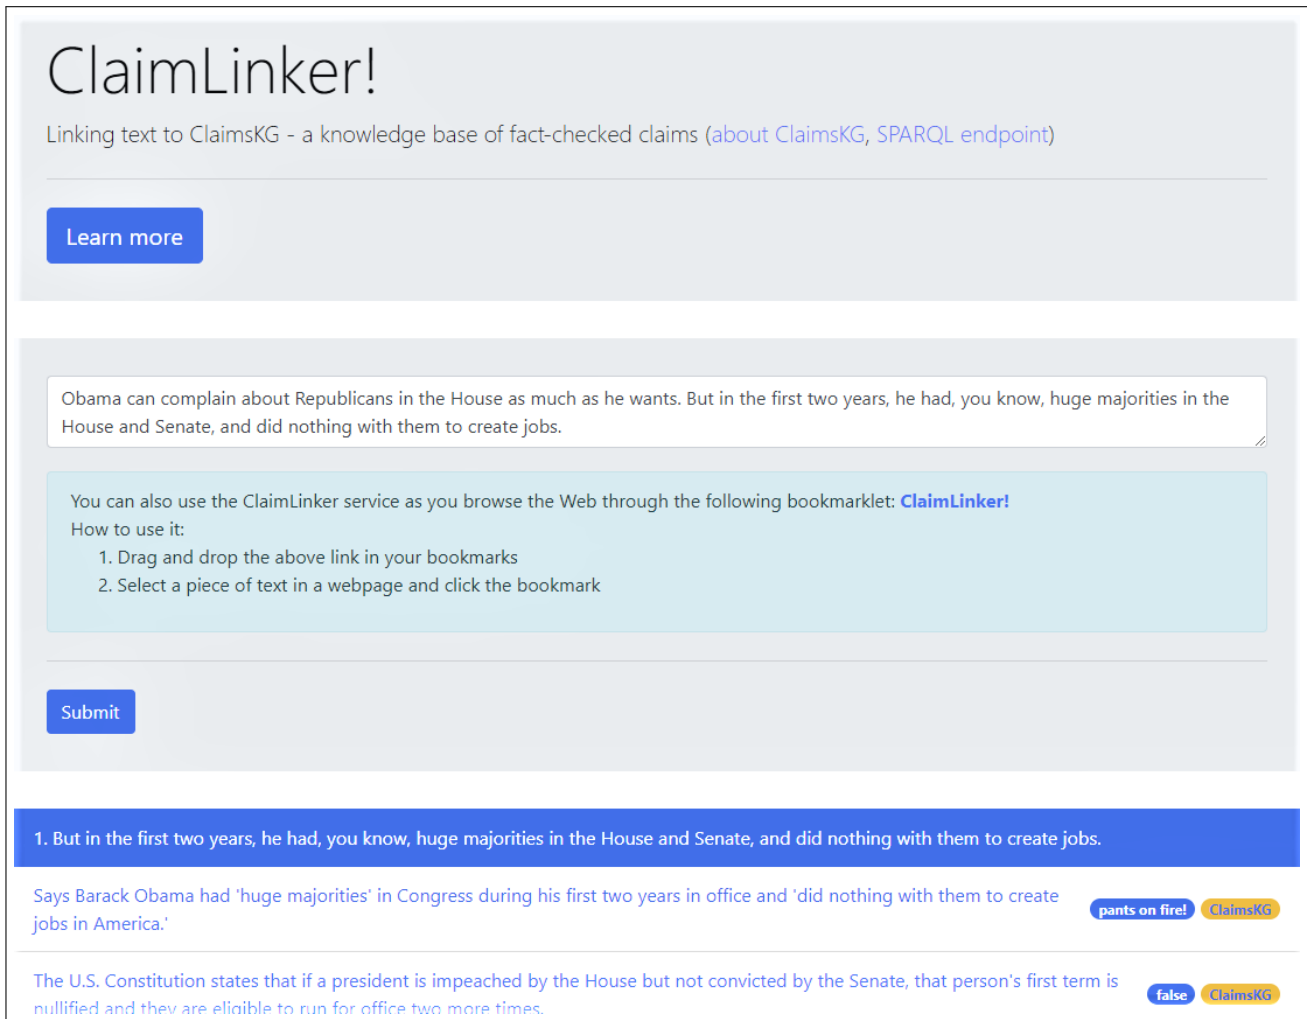 ClaimLinker!
Linking text to ClaimsKG - a knowledge base of fact-checked claims (about ClaimsKG, SPARQL endpoint)
Learn more
Obama can complain about Republicans in the House as much as he wants. But in the first two years, he had, you know, huge majorities in the
House and Senate, and did nothing with them to create jobs.
You can also use the ClaimLinker service as you browse the Web through the following bookmarklet: ClaimLinker!
How to use it:
1. Drag and drop the above link in your bookmarks
2. Select a piece of text in a webpage and click the bookmark
Submit
1. But in the first two years, he had, you know, huge majorities in the House and Senate, and did nothing with them to create jobs.
Says Barack Obama had 'huge majorities' in Congress during his first two years in office and 'did nothing with them to create
jobs in America.'
pants on fire! ClaimsKG
The U.S. Constitution states that if a president is impeached by the House but not convicted by the Senate, that person's first term is
nullified and they are eligible to run for office two more times.
false ClaimsKG